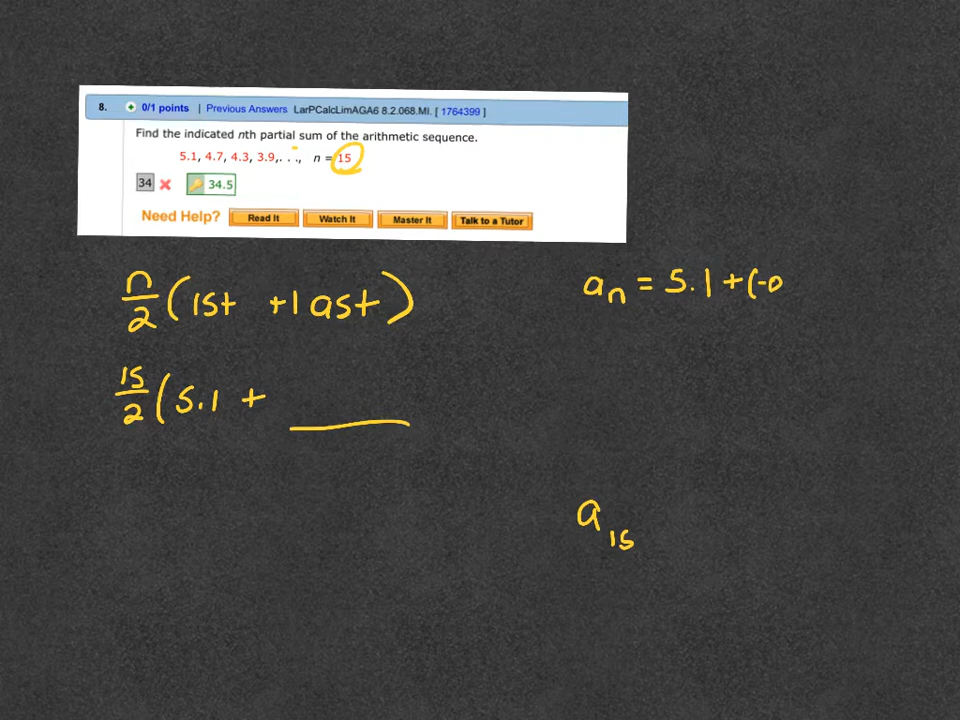 8. 0/1 points | Previous Answers LarPCalcLimAGA6 8.2.068.MI. [ 1764399 ]
Find the indicated nth partial sum of the arithmetic sequence.
5.1, 4.7, 4.3, 3.9,. . ., n = 15
34 34.5
Need Help? Read It Watch It Master It Talk to a Tutor
n/2 (1st + last)
an = 5.1 + (-0
15/2 (5.1 + ____
a15